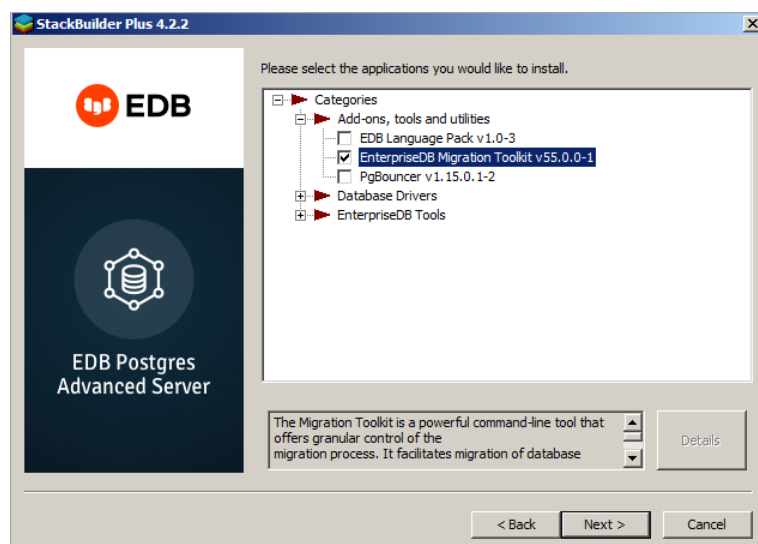 StackBuilder Plus 4.2.2
Please select the applications you would like to install.
EDB
Categories
Add-ons, tools and utilities
EDB Language Pack v1.0-3
EnterpriseDB Migration Toolkit v55.0.0-1
PgBouncer v1.15.0.1-2
Database Drivers
EnterpriseDB Tools
EDB Postgres
Advanced Server
The Migration Toolkit is a powerful command-line tool that
offers granular control of the
migration process. It facilitates migration of database
Details
< Back
Next >
Cancel